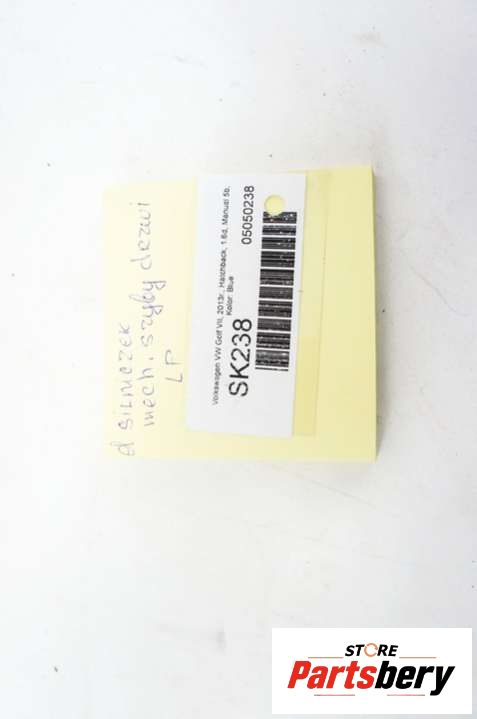 el SILNICZEK
mech, szyby drzwi
L P
Volkswagen VW Golf VII, 2013r., Hatchback, 1.6d, Manual 5b,
Kolor: Blue
SK238
05050238
STORE
Partsbery